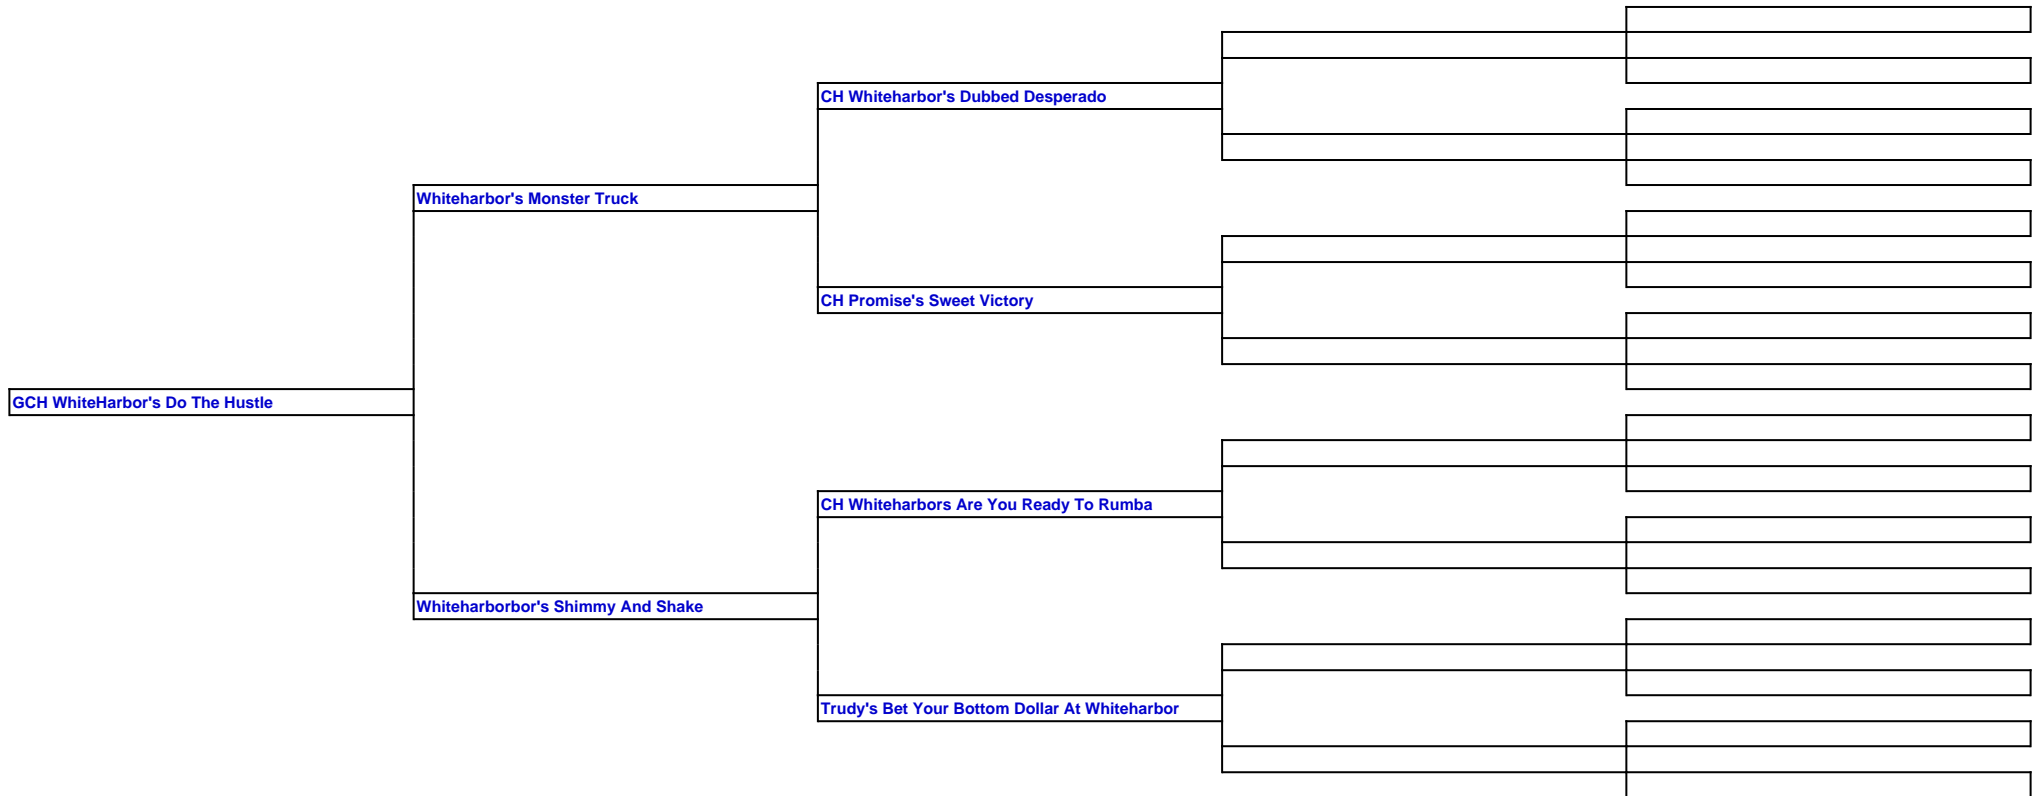 CH Whiteharbor's Dubbed Desperado
Whiteharbor's Monster Truck
CH Promise's Sweet Victory
GCH WhiteHarbor's Do The Hustle
CH Whiteharbors Are You Ready To Rumba
Whiteharborbor's Shimmy And Shake
Trudy's Bet Your Bottom Dollar At Whiteharbor